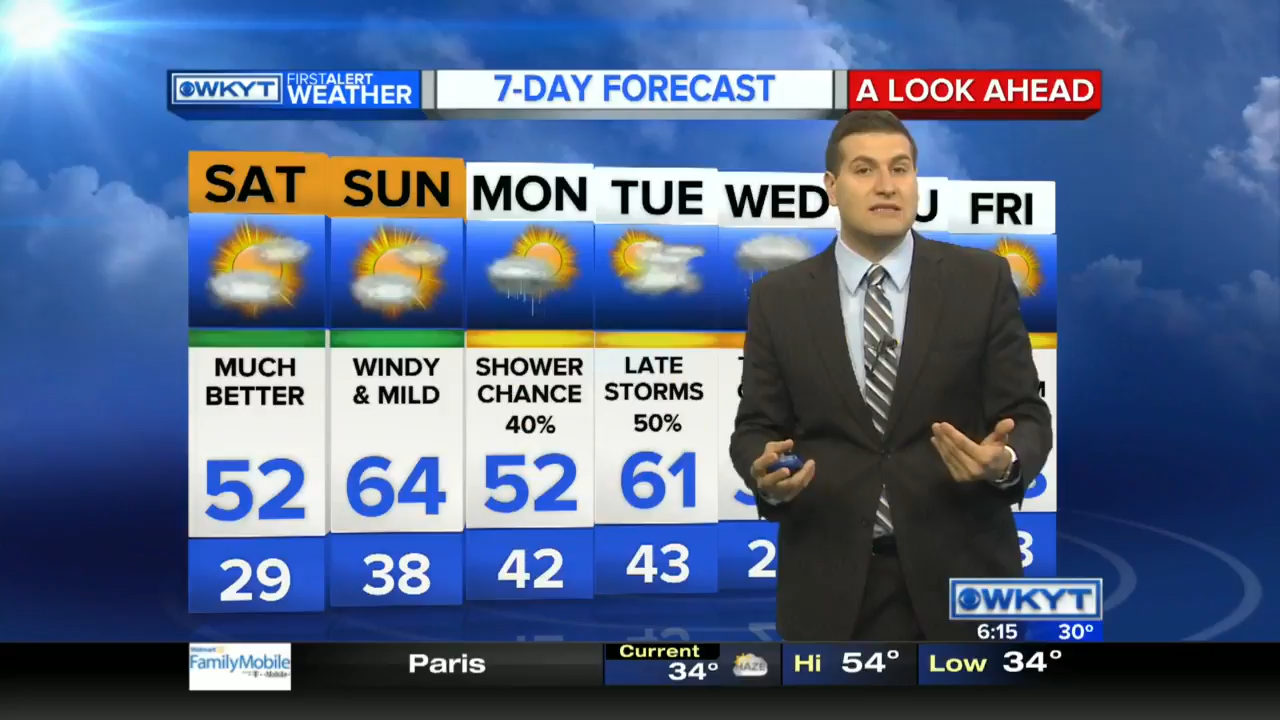 WKYT
FIRST ALERT
WEATHER
7-DAY FORECAST
A LOOK AHEAD
SAT
SUN
MON
TUE
WED
FRI
MUCH
BETTER
WINDY
& MILD
SHOWER
CHANCE
40%
LATE
STORMS
50%
52
64
52
61
29
38
42
43
WKYT
6:15 30°
Walmart
FamilyMobile
Paris
Current
34°
HAZE
Hi 54°
Low 34°